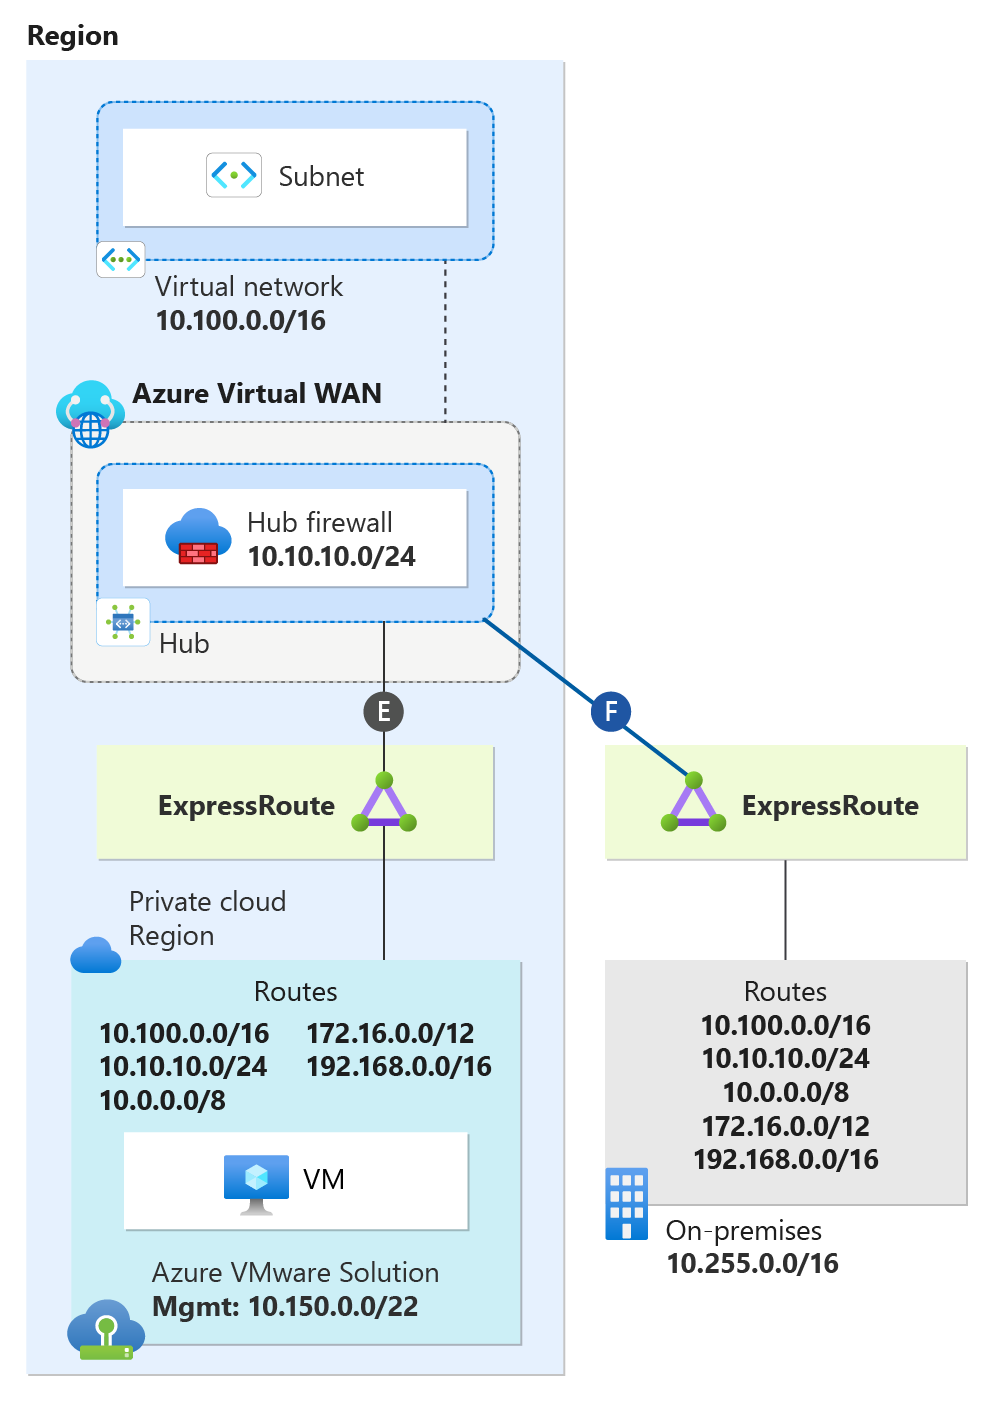 Region
Subnet
Virtual network
10.100.0.0/16
Azure Virtual WAN
Hub firewall
10.10.10.0/24
Hub
E
F
ExpressRoute
ExpressRoute
Private cloud
Region
Routes
10.100.0.0/16 172.16.0.0/12
10.10.10.0/24 192.168.0.0/16
10.0.0.0/8
VM
Azure VMware Solution
Mgmt: 10.150.0.0/22
Routes
10.100.0.0/16
10.10.10.0/24
10.0.0.0/8
172.16.0.0/12
192.168.0.0/16
On-premises
10.255.0.0/16